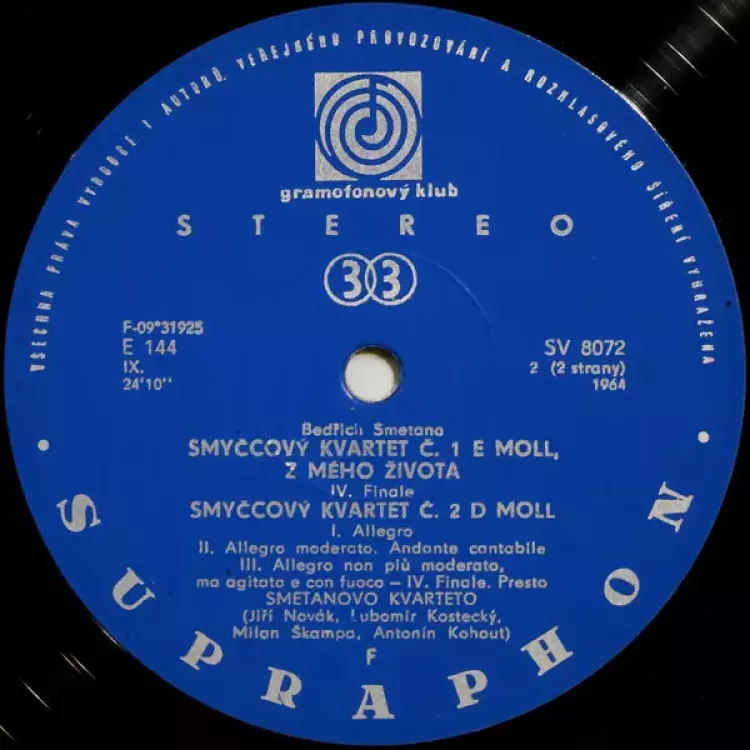 VŠECHNA PRÁVA VÝROBCE I AUTORŮ VEŘEJNÉHO PROVOZOVÁNÍ A ROZHLASOVÉHO ŠÍŘENÍ VYHRAŽENA
gramofonový klub
STEREO
33
F-09*31925
E 144
IX.
24'10''
SV 8072
2 (2 strany)
1964
Bedřich Smetana
SMYČCOVÝ KVARTET Č. 1 E MOLL,
Z MÉHO ŽIVOTA
IV. Finale
SMYČCOVÝ KVARTET Č. 2 D MOLL
I. Allegro
II. Allegro moderato. Andante cantabile
III. Allegro non più moderato,
ma agitato e con fuoco – IV. Finale. Presto
SMETANOVO KVARTETO
(Jiří Novák, Lubomír Kostecký,
Milan Škampa, Antonín Kohout)
F
• SUPRAPHON •